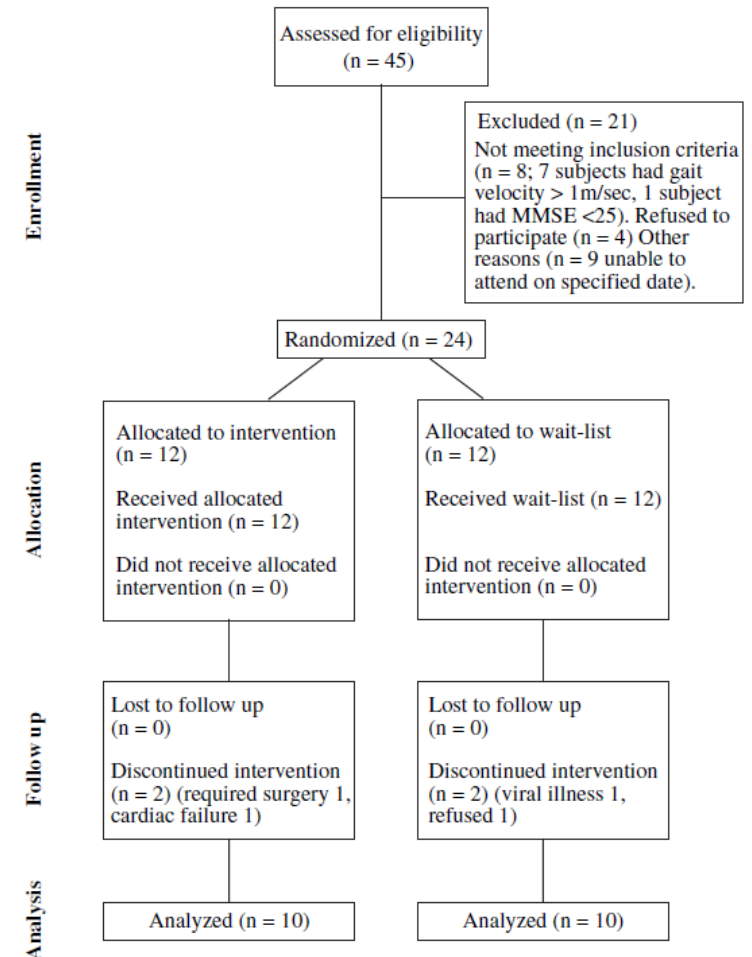 Assessed for eligibility
(n = 45)
Enrollment
Excluded (n = 21)
Not meeting inclusion criteria
(n = 8; 7 subjects had gait
velocity > 1m/sec, 1 subject
had MMSE <25). Refused to
participate (n = 4) Other
reasons (n = 9 unable to
attend on specified date).
Randomized (n = 24)
Allocation
Allocated to intervention
(n = 12)
Received allocated
intervention (n = 12)
Did not receive allocated
intervention (n = 0)
Allocated to wait-list
(n = 12)
Received wait-list (n = 12)
Did not receive allocated
intervention (n = 0)
Follow up
Lost to follow up
(n = 0)
Discontinued intervention
(n = 2) (required surgery 1,
cardiac failure 1)
Lost to follow up
(n = 0)
Discontinued intervention
(n = 2) (viral illness 1,
refused 1)
Analysis
Analyzed (n = 10)
Analyzed (n = 10)